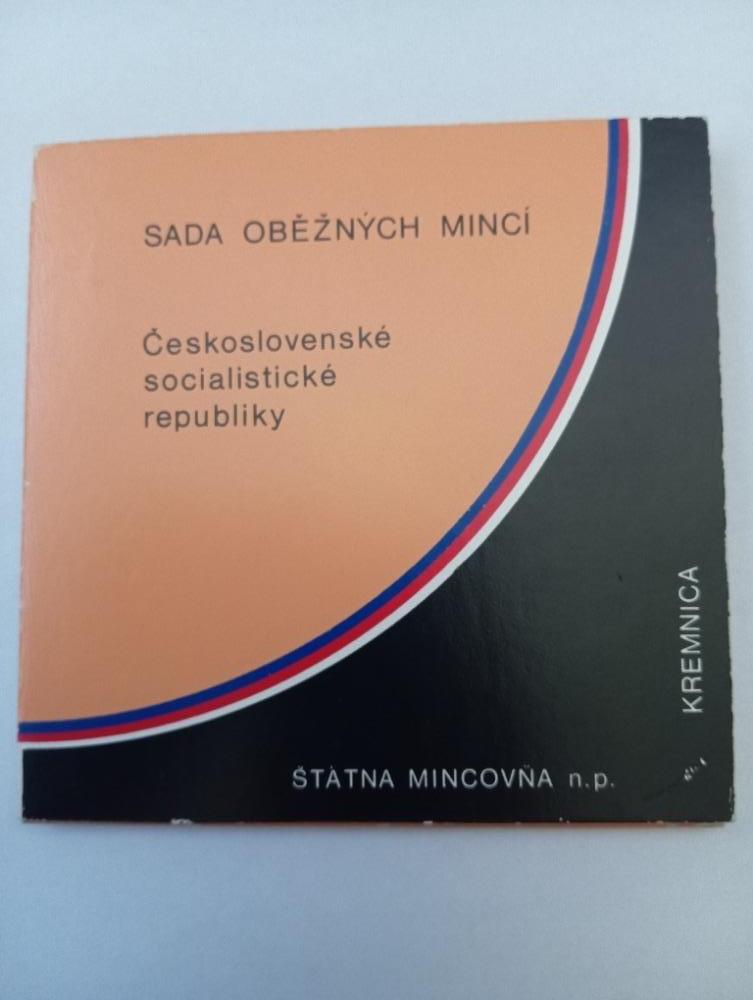 SADA OBĚŽNÝCH MINCÍ
Československé
socialistické
republiky
KREMNICA
ŠTÁTNA MINCOVŇA n.p.